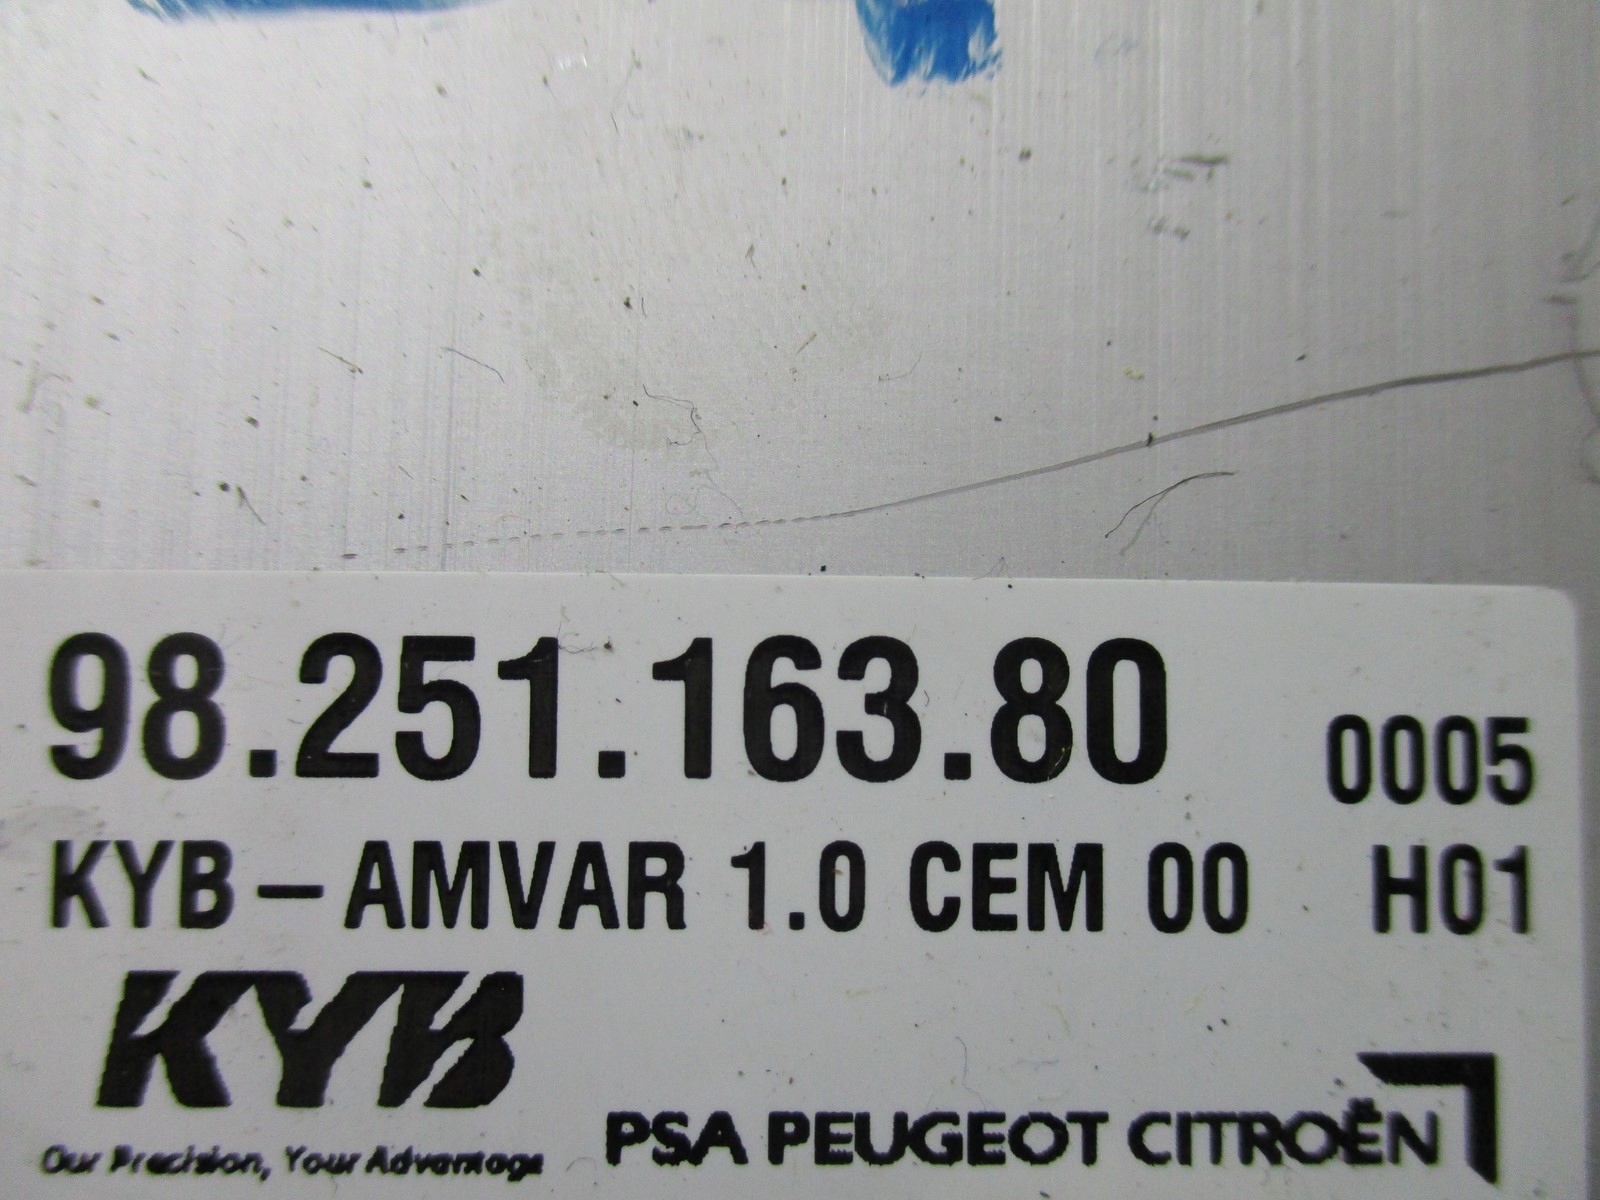 98.251.163.80 0005
KYB – AMVAR 1.0 CEM 00 H01
KYB
Our Precision, Your Advantage
PSA PEUGEOT CITROËN